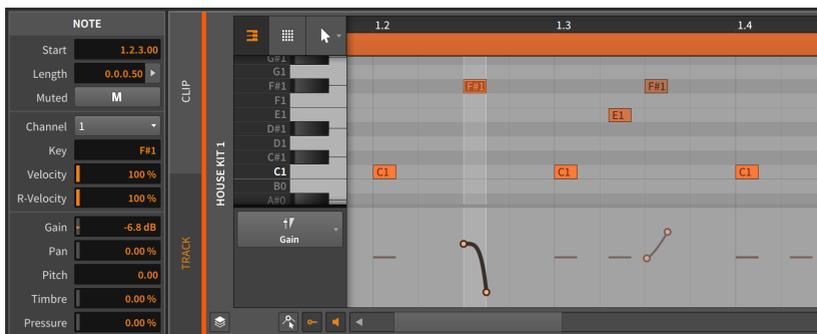 NOTE
Start 1.2.3.00
Length 0.0.0.50
Muted M
Channel 1
Key F#1
Velocity 100 %
R-Velocity 100 %
Gain -6.8 dB
Pan 0.00 %
Pitch 0.00
Timbre 0.00 %
Pressure 0.00 %
CLIP
TRACK
HOUSE KIT 1
1.2 1.3 1.4
G#1
G1
F#1 F#1 F#1
F1
E1 E1
D#1
D1
C#1
C1 C1 C1 C1
B0
A#0
Gain